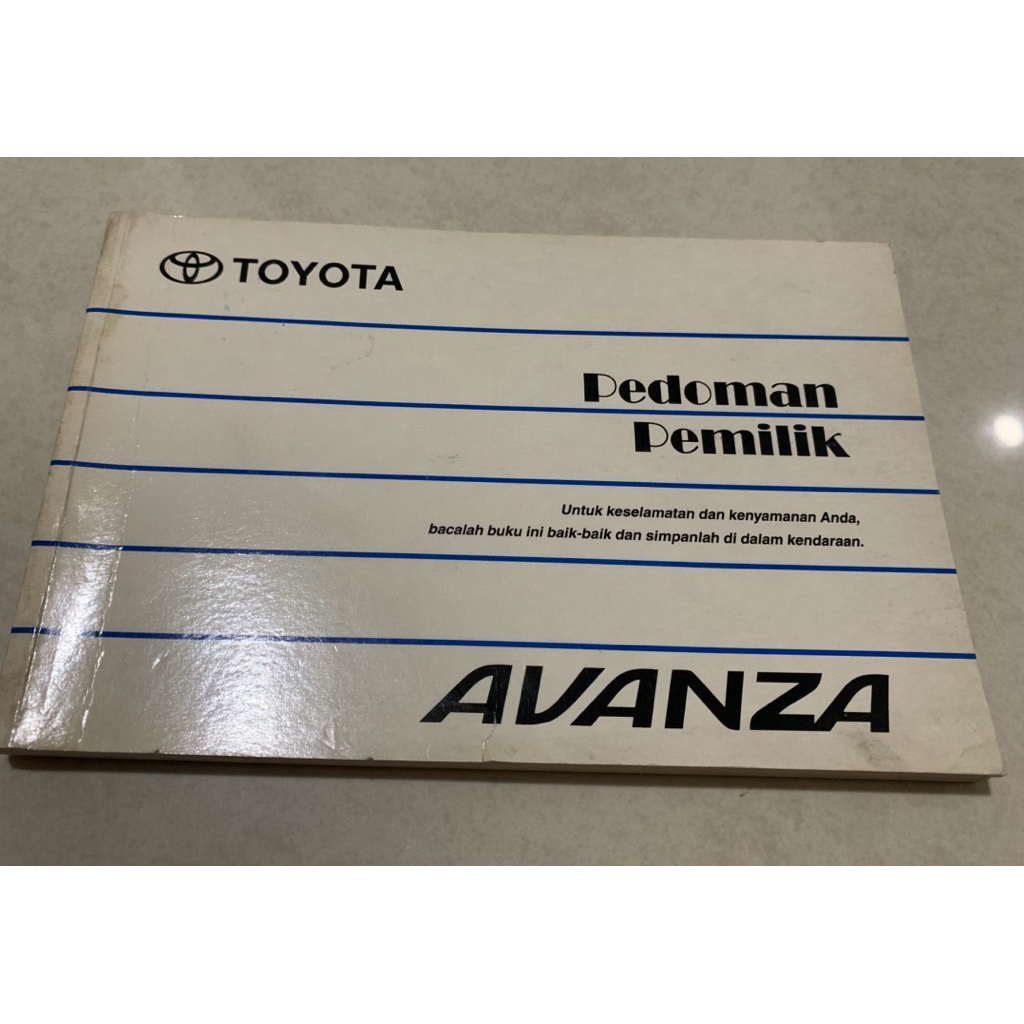 TOYOTA
Pedoman
Pemilik
Untuk keselamatan dan kenyamanan Anda,
bacalah buku ini baik-baik dan simpanlah di dalam kendaraan.
AVANZA